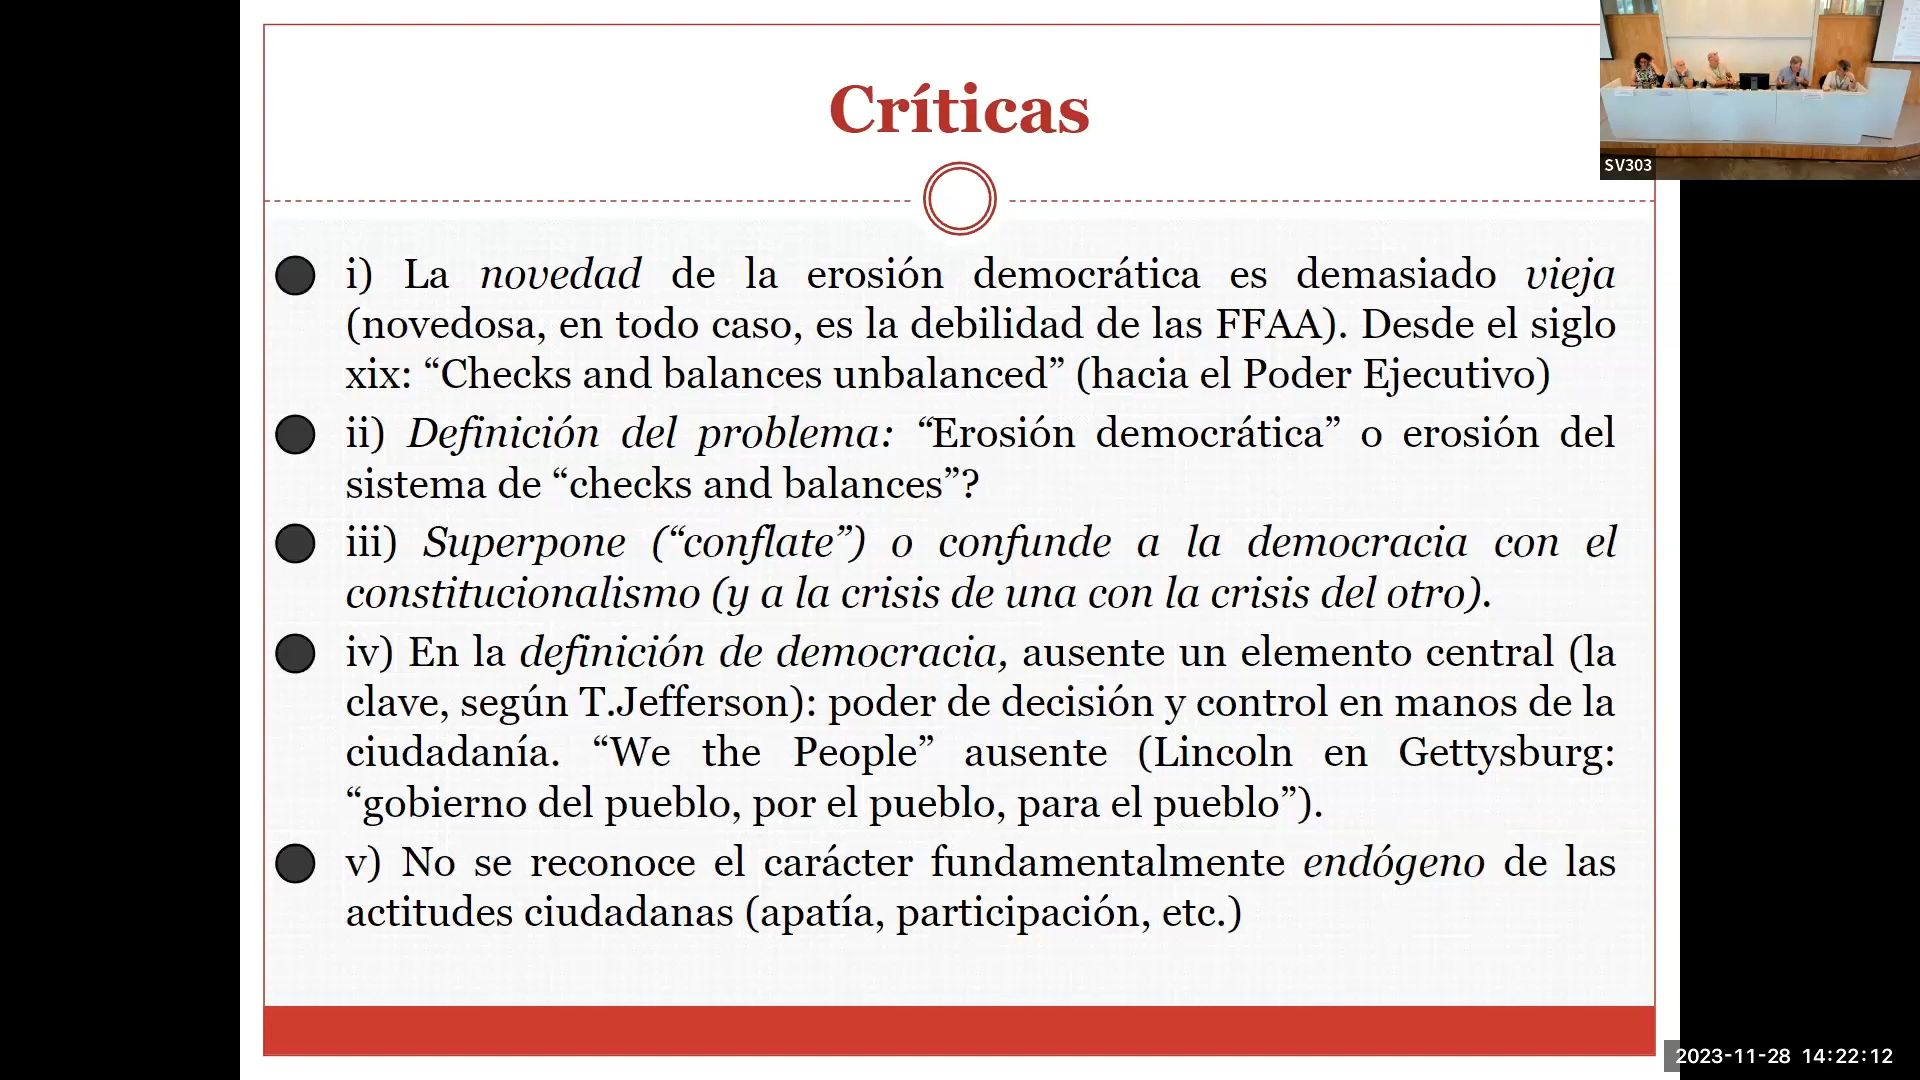 Críticas
SV303
i) La novedad de la erosión democrática es demasiado vieja
(novedosa, en todo caso, es la debilidad de las FFAA). Desde el siglo
xix: “Checks and balances unbalanced” (hacia el Poder Ejecutivo)
ii) Definición del problema: “Erosión democrática” o erosión del
sistema de “checks and balances”?
iii) Superpone (“conflate”) o confunde a la democracia con el
constitucionalismo (y a la crisis de una con la crisis del otro).
iv) En la definición de democracia, ausente un elemento central (la
clave, según T.Jefferson): poder de decisión y control en manos de la
ciudadanía. “We the People” ausente (Lincoln en Gettysburg:
“gobierno del pueblo, por el pueblo, para el pueblo”).
v) No se reconoce el carácter fundamentalmente endógeno de las
actitudes ciudadanas (apatía, participación, etc.)
2023-11-28 14:22:12